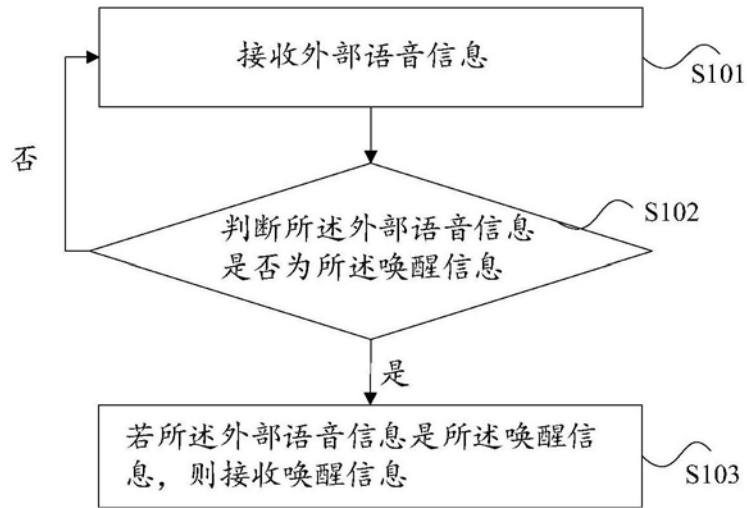 接收外部语音信息
S101
否
判断所述外部语音信息
是否为所述唤醒信息
S102
是
若所述外部语音信息是所述唤醒信
息，则接收唤醒信息
S103